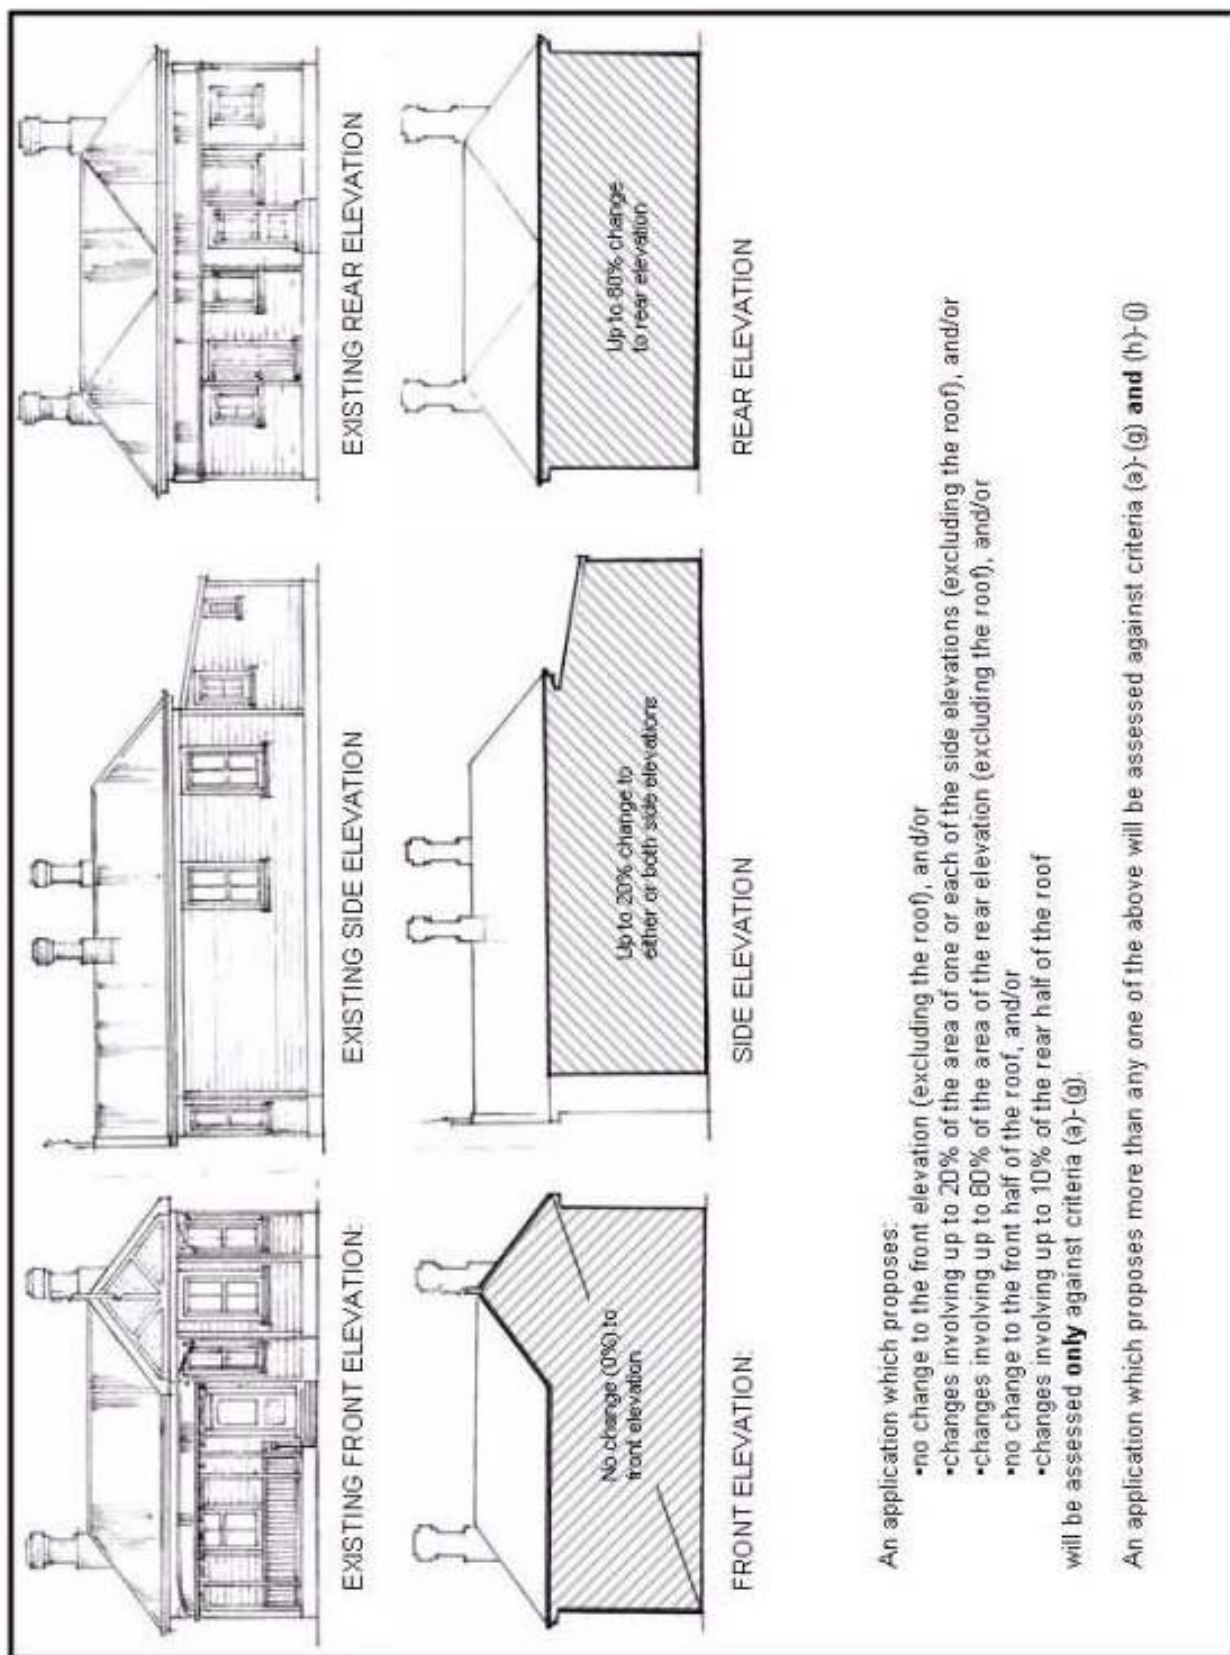 EXISTING FRONT ELEVATION:
EXISTING SIDE ELEVATION
EXISTING REAR ELEVATION
No change (0%) to
front elevation
Up to 20% change to
either or both side elevations
Up to 80% change
to rear elevation
FRONT ELEVATION:
SIDE ELEVATION
REAR ELEVATION
An application which proposes:
•no change to the front elevation (excluding the roof), and/or
•changes involving up to 20% of the area of one or each of the side elevations (excluding the roof), and/or
•changes involving up to 80% of the area of the rear elevation (excluding the roof), and/or
•no change to the front half of the roof, and/or
•changes involving up to 10% of the rear half of the roof
will be assessed only against criteria (a)-(g).
An application which proposes more than any one of the above will be assessed against criteria (a)-(g) and (h)-(j)